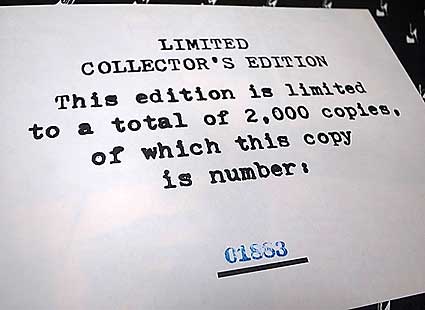 LIMITED
COLLECTOR'S EDITION
This edition is limited
to a total of 2,000 copies,
of which this copy
is number:
01863